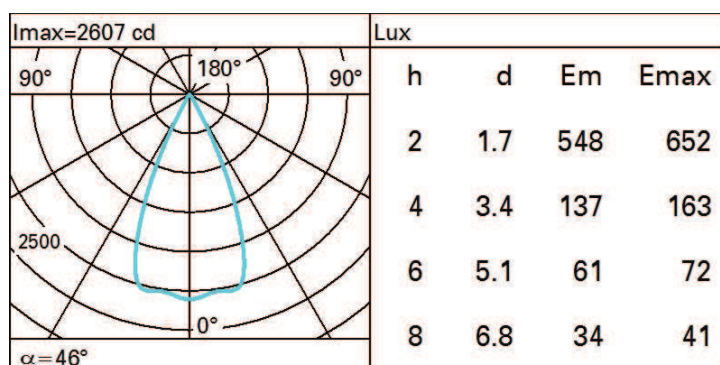 Imax=2607 cd
180°
90° 90°
2500
0°
α=46°
Lux
h d Em Emax
2 1.7 548 652
4 3.4 137 163
6 5.1 61 72
8 6.8 34 41